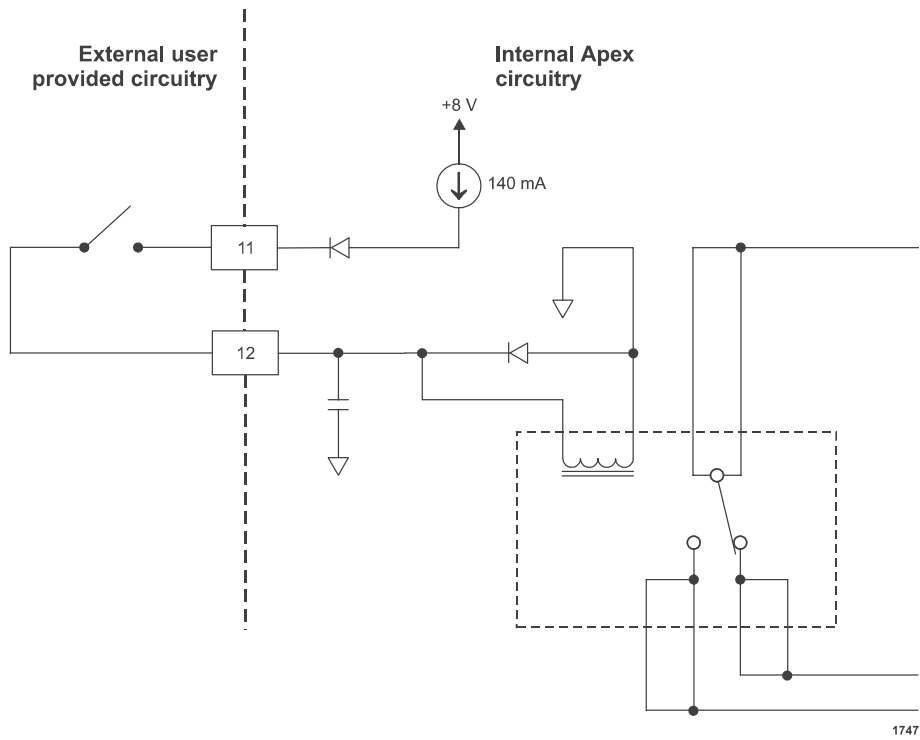 External user
provided circuitry
Internal Apex
circuitry
+8 V
140 mA
11
12
1747